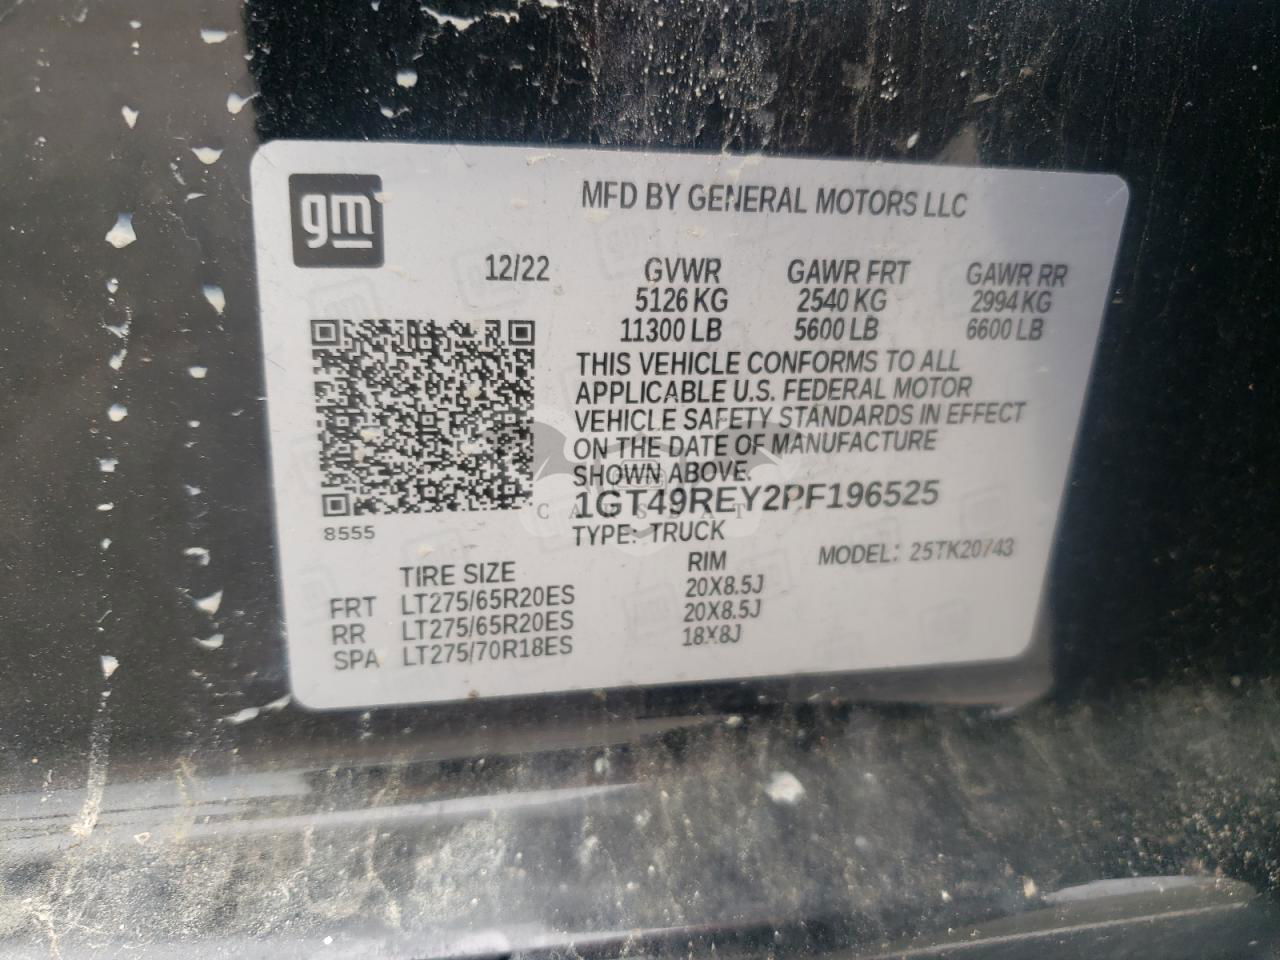 gm
MFD BY GENERAL MOTORS LLC
12/22 GVWR GAWR FRT GAWR RR
5126 KG 2540 KG 2994 KG
11300 LB 5600 LB 6600 LB
THIS VEHICLE CONFORMS TO ALL
APPLICABLE U.S. FEDERAL MOTOR
VEHICLE SAFETY STANDARDS IN EFFECT
ON THE DATE OF MANUFACTURE
SHOWN ABOVE.
1GT49REY2PF196525
8555
TYPE: TRUCK
MODEL: 25TK20743
TIRE SIZE RIM
FRT LT275/65R20ES 20X8.5J
RR LT275/65R20ES 20X8.5J
SPA LT275/70R18ES 18X8J